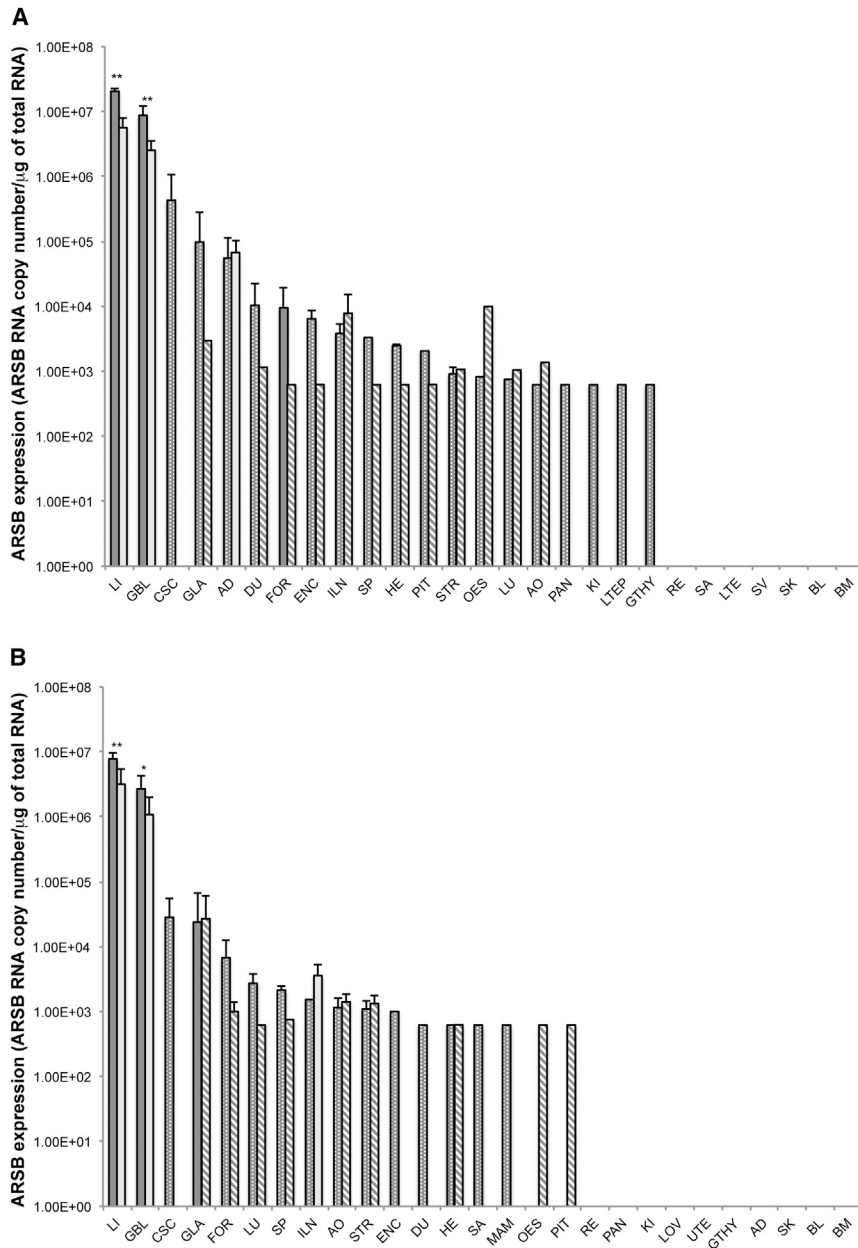 A
ARSB expression (ARSB RNA copy number/µg of total RNA)
1.00E+08
1.00E+07
1.00E+06
1.00E+05
1.00E+04
1.00E+03
1.00E+02
1.00E+01
1.00E+00
** **
LI GBL CSC GLA AD DU FOR ENC ILN SP HE PIT STR OES LU AO PAN KI LTEP GTHY RE SA LTE SV SK BL BM
B
ARSB expression (ARSB RNA copy number/µg of total RNA)
1.00E+08
1.00E+07
1.00E+06
1.00E+05
1.00E+04
1.00E+03
1.00E+02
1.00E+01
1.00E+00
** *
LI GBL CSC GLA FOR LU SP ILN AO STR ENC DU HE SA MAM OES PIT RE PAN KI LOV UTE GTHY AD SK BL BM